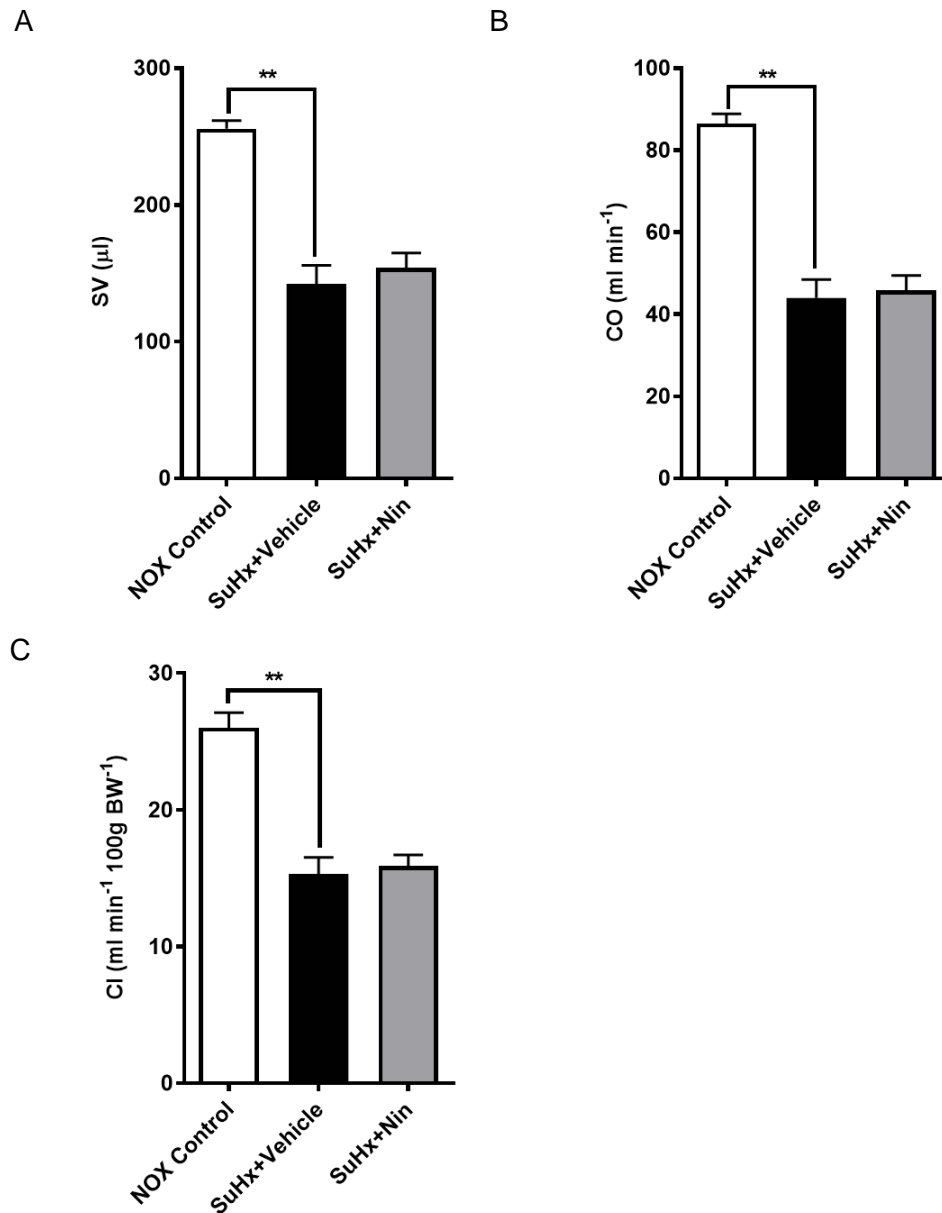 A
300
200
100
0
SV (μl)
**
NOX Control
SuHx+Vehicle
SuHx+Nin
B
100
80
60
40
20
0
CO (ml min⁻¹)
**
NOX Control
SuHx+Vehicle
SuHx+Nin
C
30
20
10
0
CI (ml min⁻¹ 100g BW⁻¹)
**
NOX Control
SuHx+Vehicle
SuHx+Nin